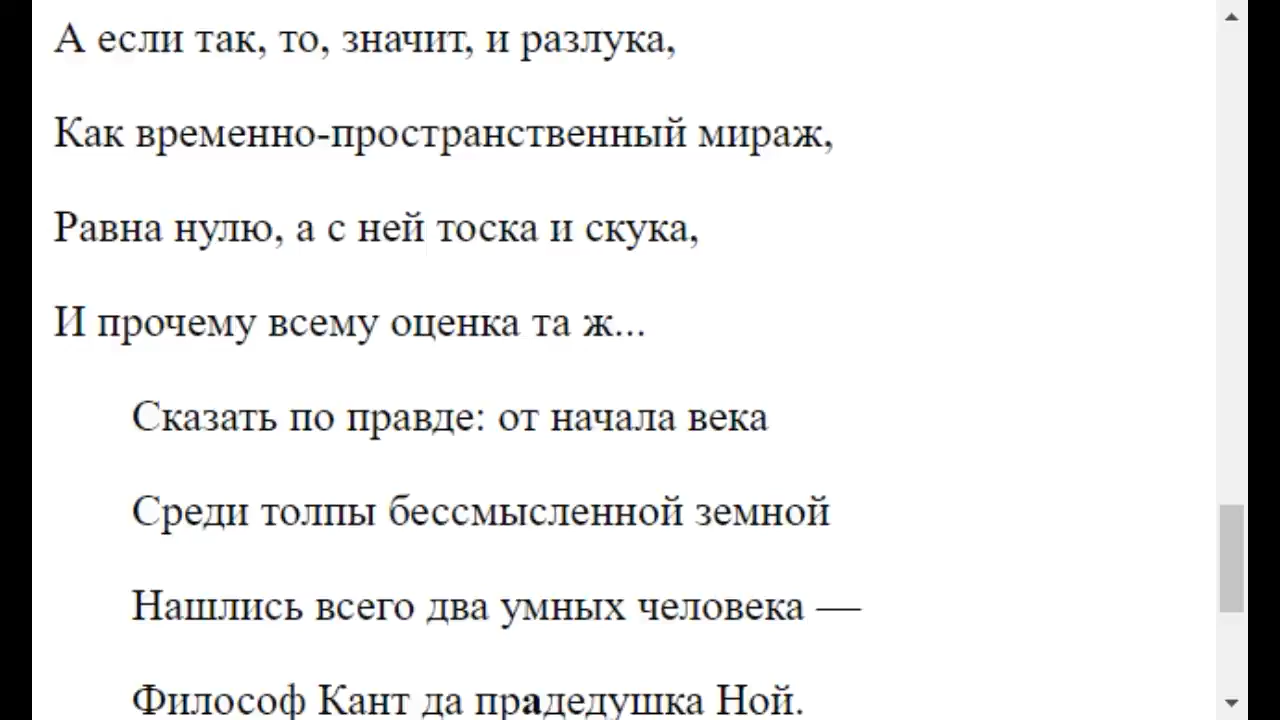 А если так, то, значит, и разлука,
Как временно-пространственный мираж,
Равна нулю, а с ней тоска и скука,
И прочему всему оценка та ж...
Сказать по правде: от начала века
Среди толпы бессмысленной земной
Нашлись всего два умных человека —
Философ Кант да прадедушка Ной.